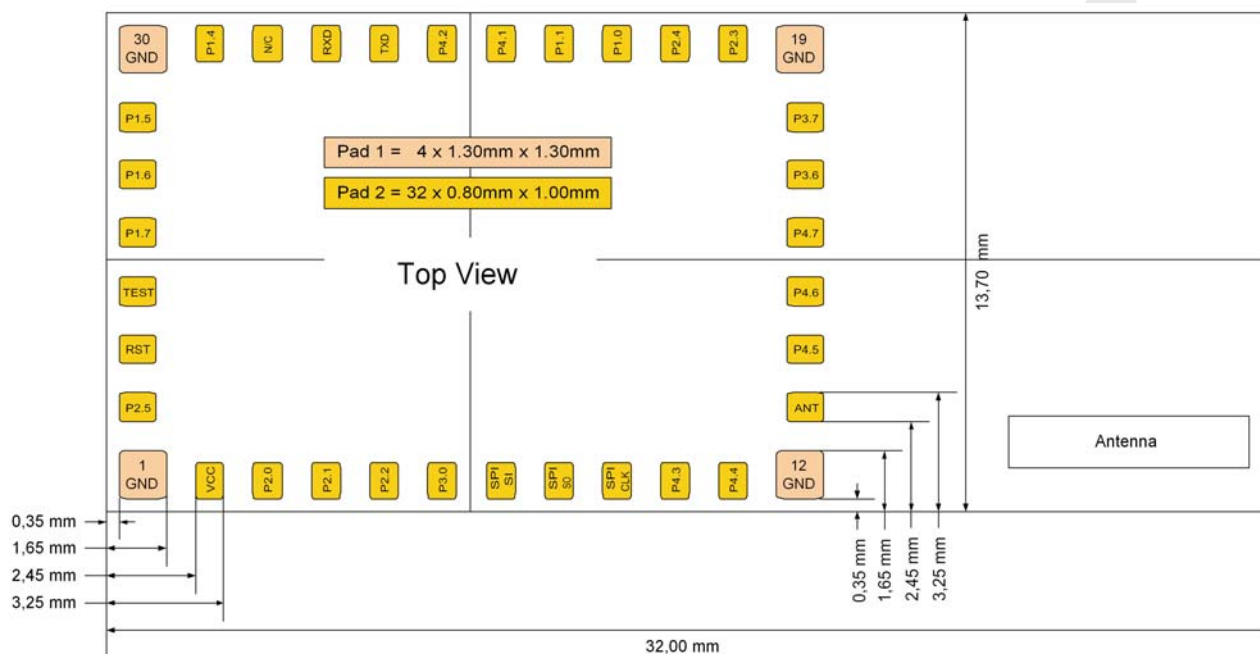 30
GND
P1.4
N/C
RXD
TXD
P4.2
P4.1
P1.1
P1.0
P2.4
P2.3
19
GND
P1.5
P3.7
Pad 1 = 4 x 1.30mm x 1.30mm
P1.6
P3.6
Pad 2 = 32 x 0.80mm x 1.00mm
P1.7
P4.7
Top View
13,70 mm
TEST
P4.6
RST
P4.5
P2.5
ANT
Antenna
1
GND
VCC
P2.0
P2.1
P2.2
P3.0
SPI
SI
SPI
SO
SPI
CLK
P4.3
P4.4
12
GND
0,35 mm
1,65 mm
2,45 mm
3,25 mm
0,35 mm
1,65 mm
2,45 mm
3,25 mm
32,00 mm